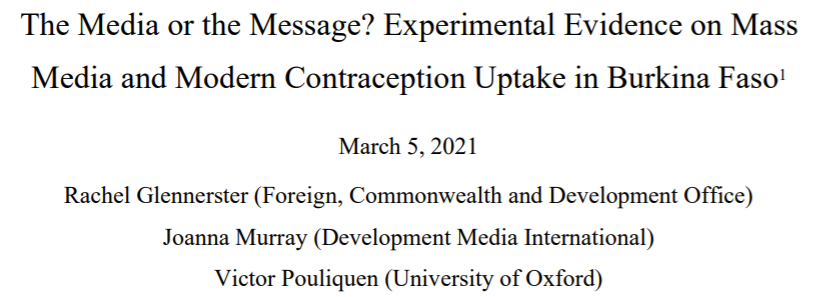 The Media or the Message? Experimental Evidence on Mass
Media and Modern Contraception Uptake in Burkina Faso¹
March 5, 2021
Rachel Glennerster (Foreign, Commonwealth and Development Office)
Joanna Murray (Development Media International)
Victor Pouliquen (University of Oxford)